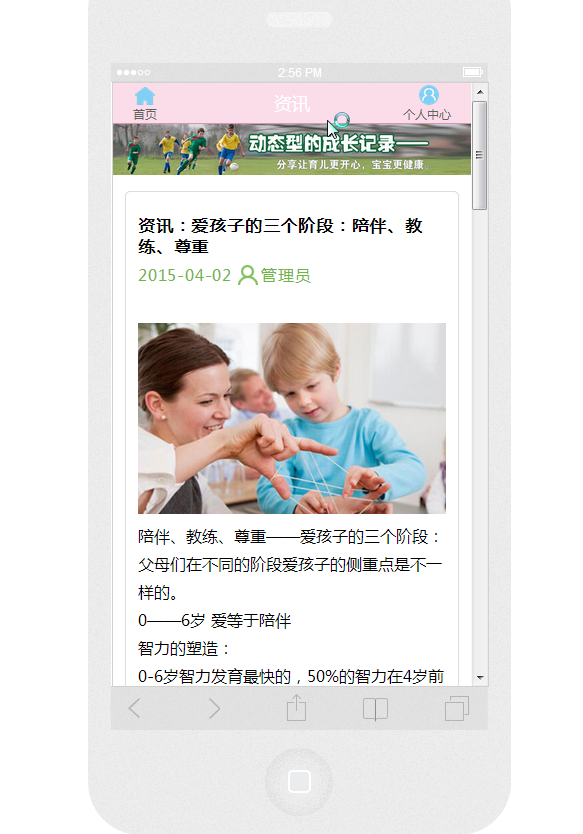 2:56 PM
首页
资讯
个人中心
动态型的成长记录——
分享让育儿更开心，宝宝更健康
资讯：爱孩子的三个阶段：陪伴、教
练、尊重
2015-04-02 管理员
陪伴、教练、尊重——爱孩子的三个阶段：
父母们在不同的阶段爱孩子的侧重点是不一
样的。
0——6岁 爱等于陪伴
智力的塑造：
0-6岁智力发育最快的，50%的智力在4岁前